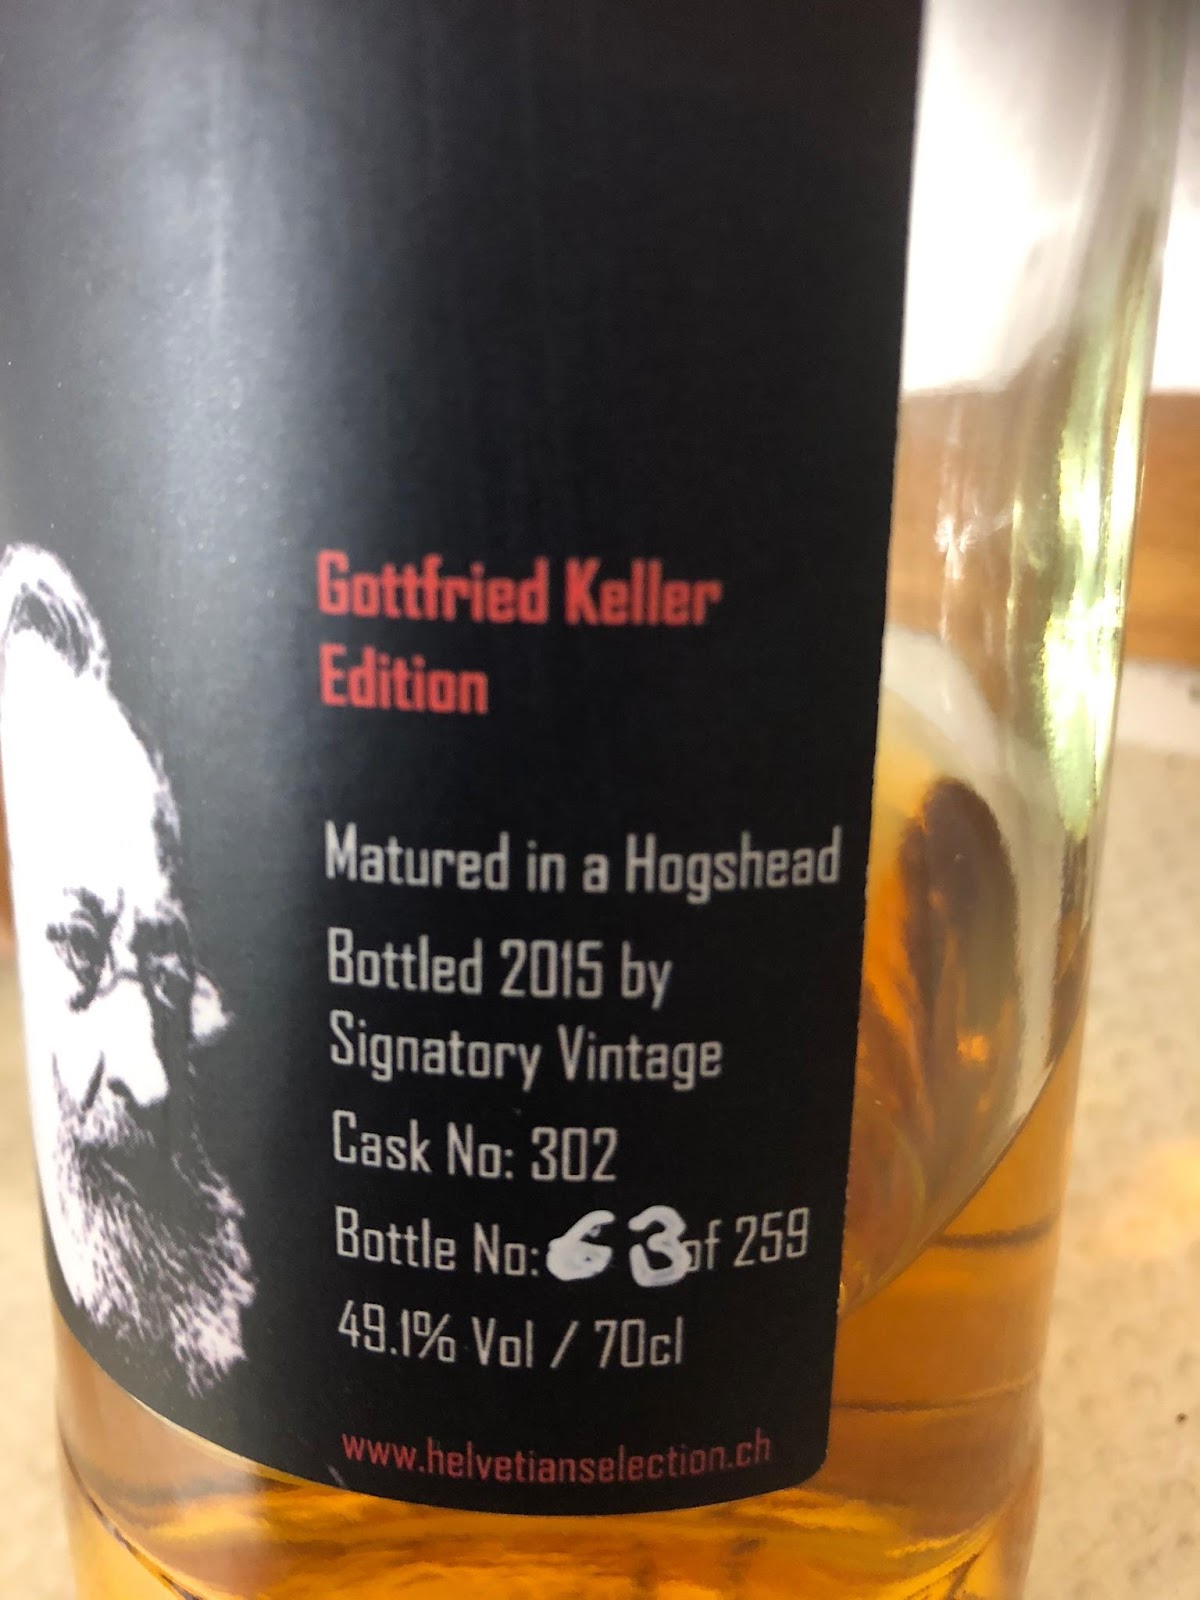 Gottfried Keller
Edition
Matured in a Hogshead
Bottled 2015 by
Signatory Vintage
Cask No: 302
Bottle No: 63 of 259
49.1% Vol / 70cl
www.helvetianselection.ch